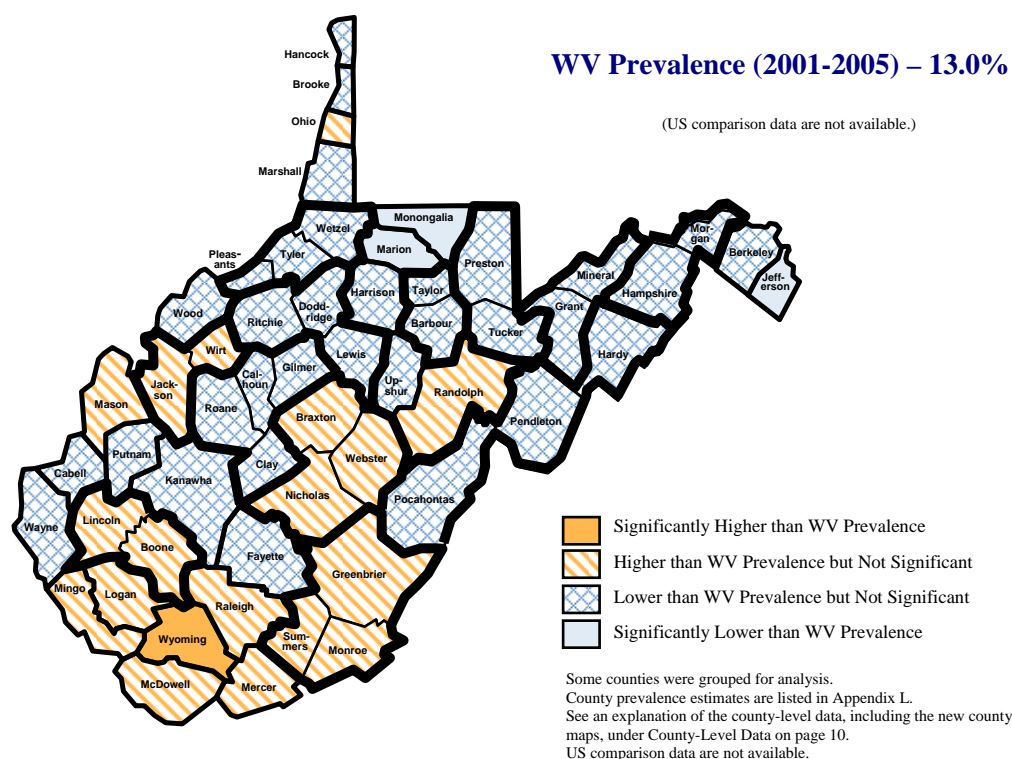 WV Prevalence (2001-2005) – 13.0%
(US comparison data are not available.)
Hancock
Brooke
Ohio
Marshall
Wetzel
Monongalia
Marion
Preston
Pleas-
ants
Tyler
Wood
Ritchie
Dodd-
ridge
Harrison
Taylor
Barbour
Tucker
Mineral
Grant
Hampshire
Hardy
Mor-
gan
Berkeley
Jeff-
erson
Wirt
Jack-
son
Mason
Roane
Cal-
houn
Gilmer
Lewis
Up-
shur
Randolph
Pendleton
Braxton
Webster
Putnam
Cabell
Kanawha
Clay
Nicholas
Pocahontas
Wayne
Lincoln
Boone
Fayette
Greenbrier
Mingo
Logan
Raleigh
Wyoming
Sum-
mers
Monroe
McDowell
Mercer
Significantly Higher than WV Prevalence
Higher than WV Prevalence but Not Significant
Lower than WV Prevalence but Not Significant
Significantly Lower than WV Prevalence
Some counties were grouped for analysis.
County prevalence estimates are listed in Appendix L.
See an explanation of the county-level data, including the new county
maps, under County-Level Data on page 10.
US comparison data are not available.